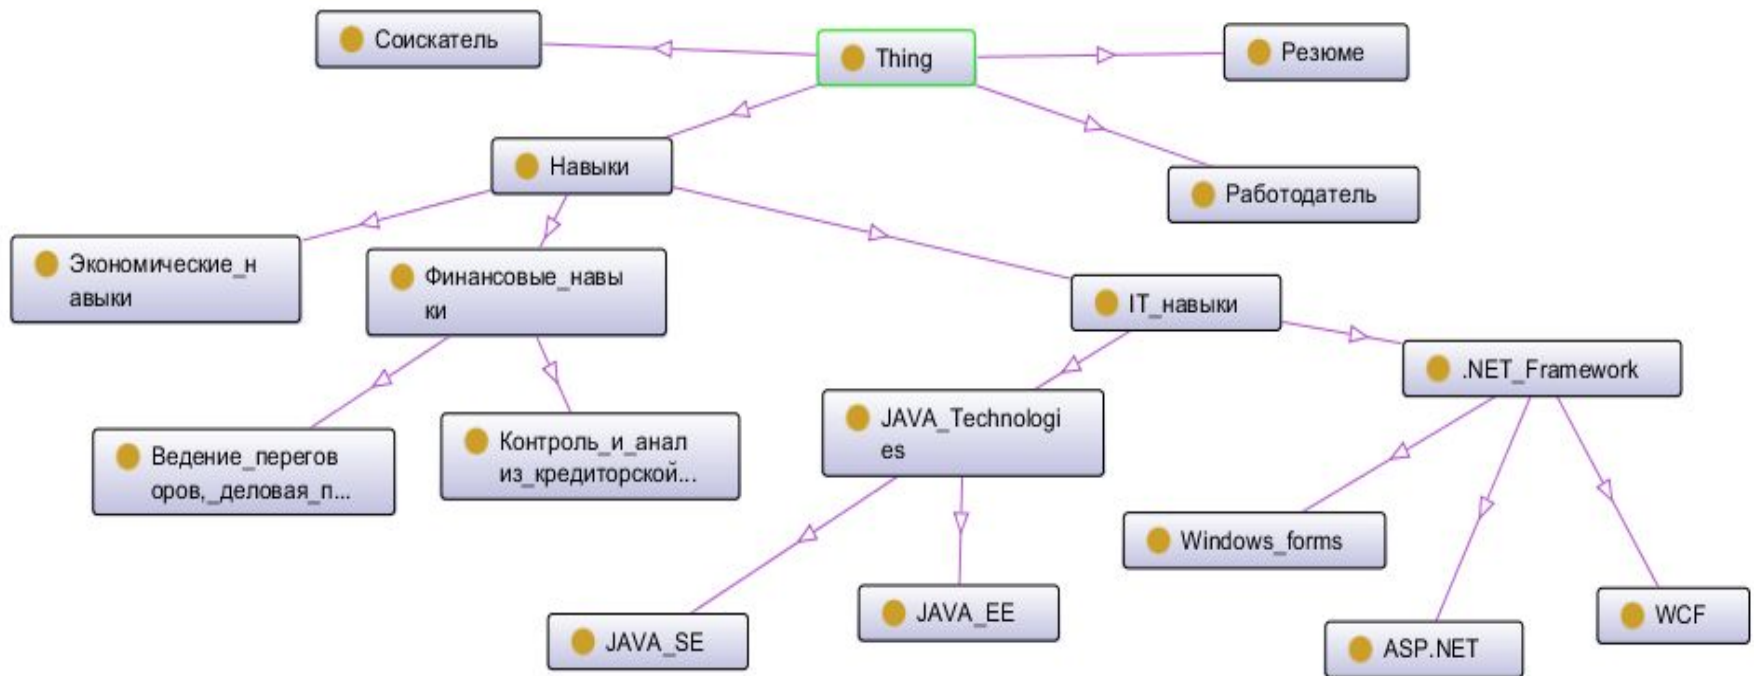 Соискатель
Thing
Резюме
Навыки
Работодатель
Экономические_н
авыки
Финансовые_навы
ки
IT_навыки
.NET_Framework
JAVA_Technologi
es
Ведение_перегов
оров,_деловая_п...
Контроль_и_анал
из_кредиторской...
Windows_forms
JAVA_SE
JAVA_EE
ASP.NET
WCF